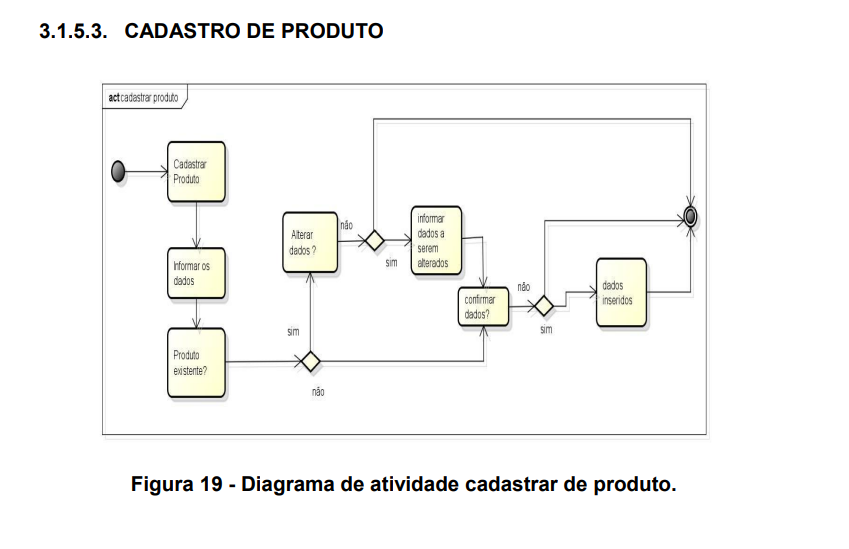 3.1.5.3. CADASTRO DE PRODUTO
act cadastrar produto
Cadastrar
Produto
Informar os
dados
Produto
existente?
sim
não
Alterar
dados ?
não
sim
informar
dados a
serem
alterados
confirmar
dados?
não
sim
dados
inseridos
Figura 19 - Diagrama de atividade cadastrar de produto.